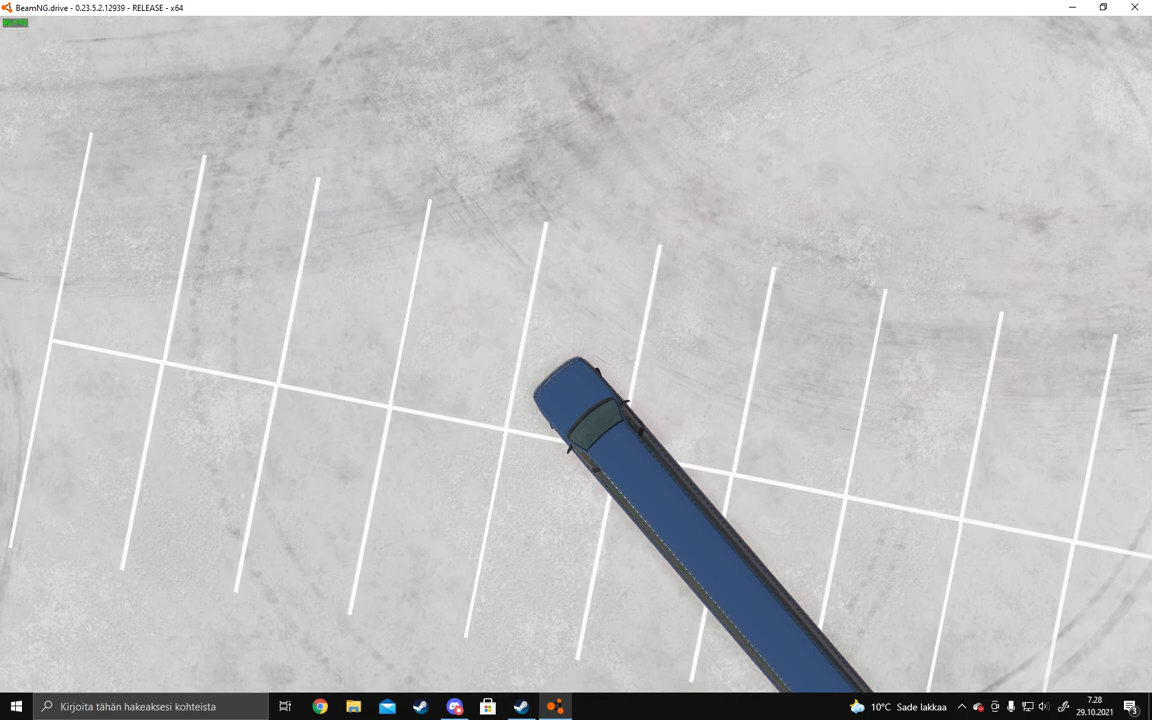 BeamNG.drive - 0.23.5.2.12939 - RELEASE - x64
Kirjoita tähän hakeaksesi kohteista
10°C Sade lakkaa
7.28
29.10.2021
3